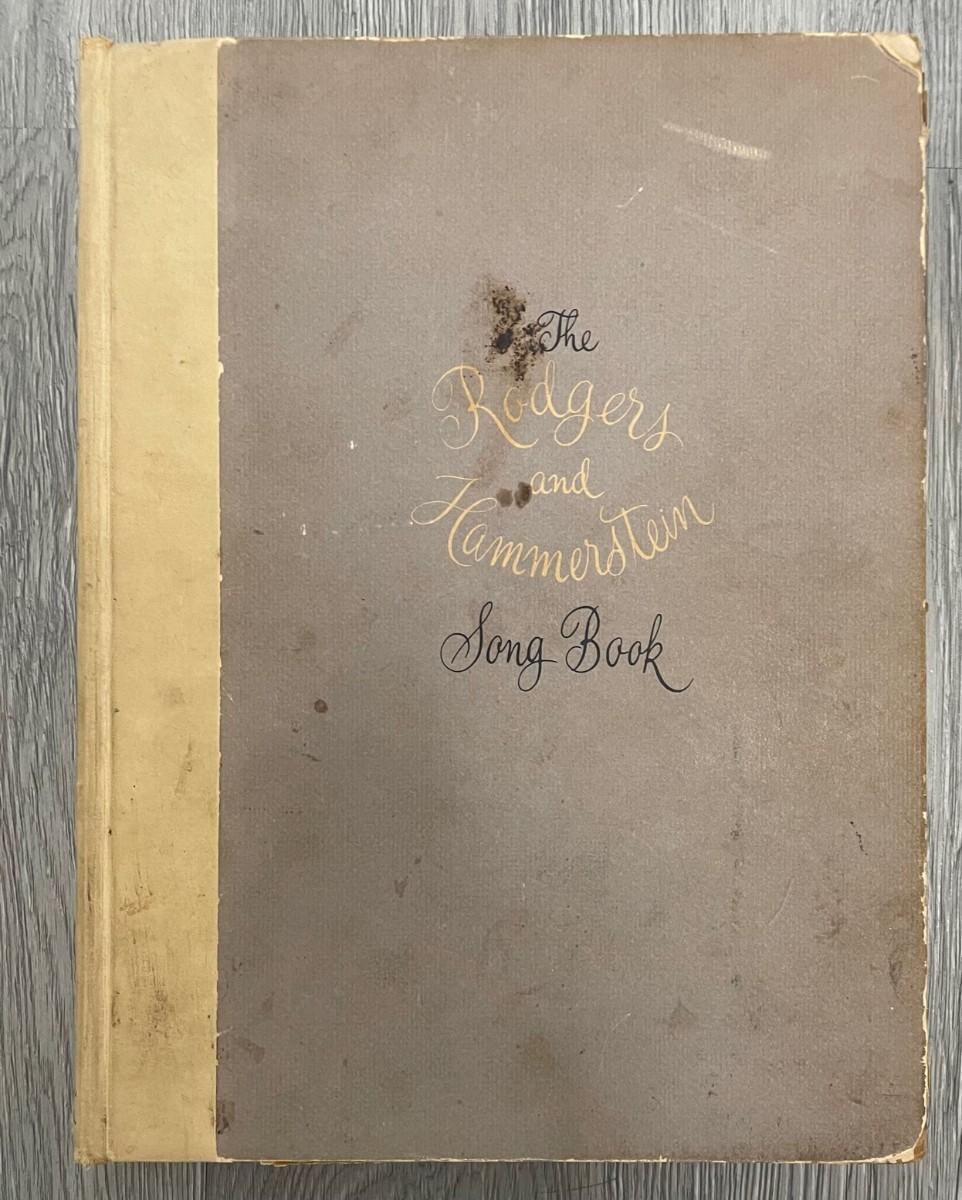 The
Rodgers
and
Hammerstein
Song Book